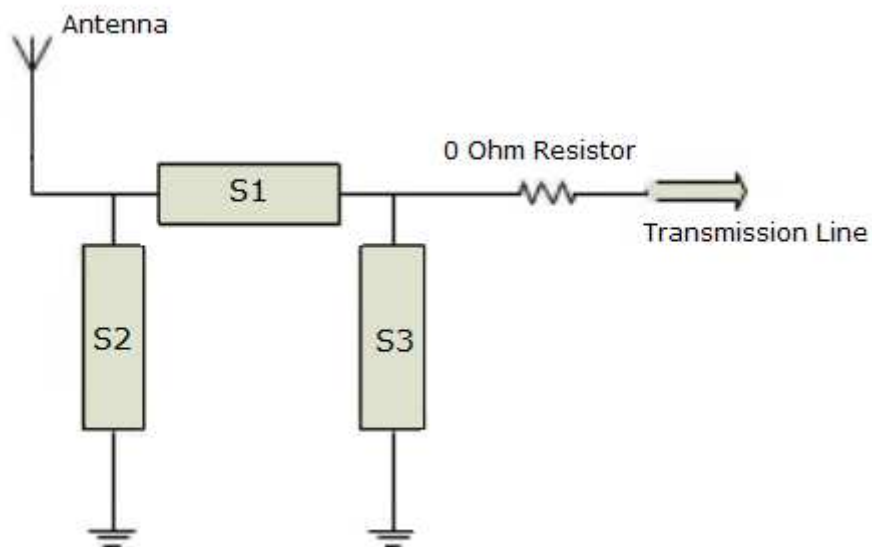 Antenna
0 Ohm Resistor
S1
Transmission Line
S2
S3